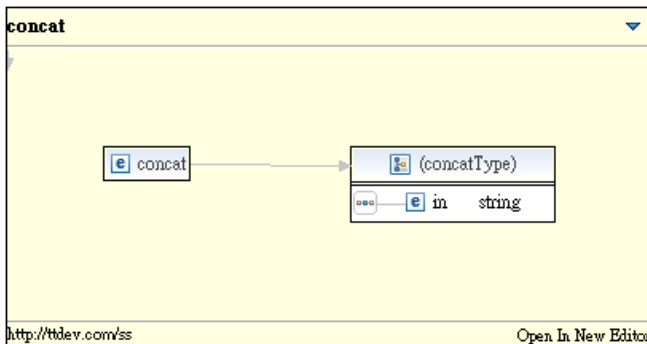 concat
e concat
(concatType)
e in string
http://ttdev.com/ss
Open In New Editor